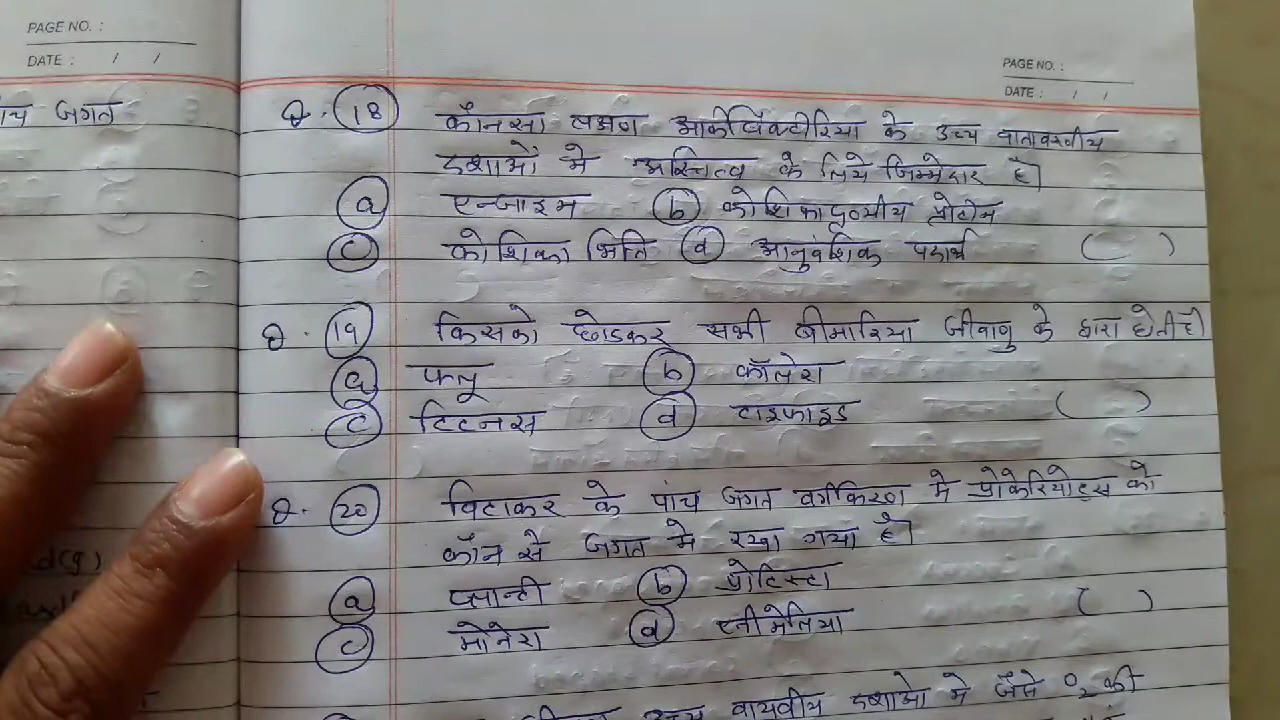 PAGE NO. :
DATE : / /
जगत
PAGE NO. :
DATE : / /
Q. 18 कौनसा लक्षण आर्कीबैक्टीरिया के उच्य वातावरणीय
दशाओं मे अस्तित्व के लिये जिम्मेदार है।
a एन्जाइम b कोशिकाद्रव्यीय प्रोटीन
c कोशिका भिति d आनुवंशिक पदार्थ ( )
Q. 19 किसको छोडकर सभी बीमारिया जीवाणु के द्वारा होती है।
a फ्लू b कॉलेरा
c टिटनस d टाइफाइड ( )
Q. 20 विटाकर के पांच जगत वर्गीकरण मे प्रोकेरियोट्स को
कौन से जगत मे रखा गया है।
a प्लान्टी b प्रोटिस्टा
c मोनेरा d एनीमेलिया ( )
वायवीय दशाओ मे जैसे O2 की